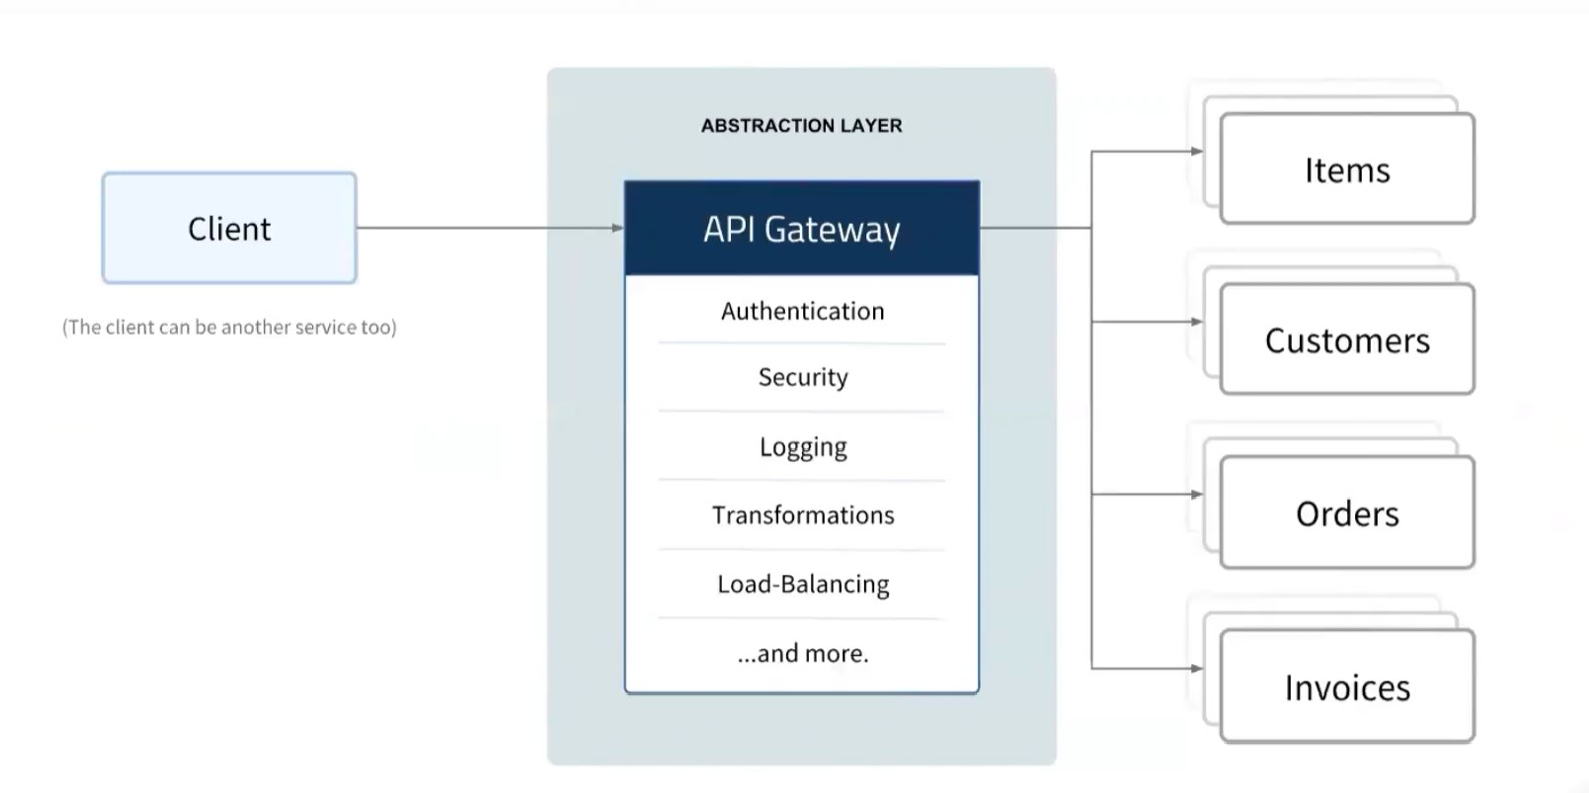 ABSTRACTION LAYER
Client
(The client can be another service too)
API Gateway
Authentication
Security
Logging
Transformations
Load-Balancing
...and more.
Items
Customers
Orders
Invoices